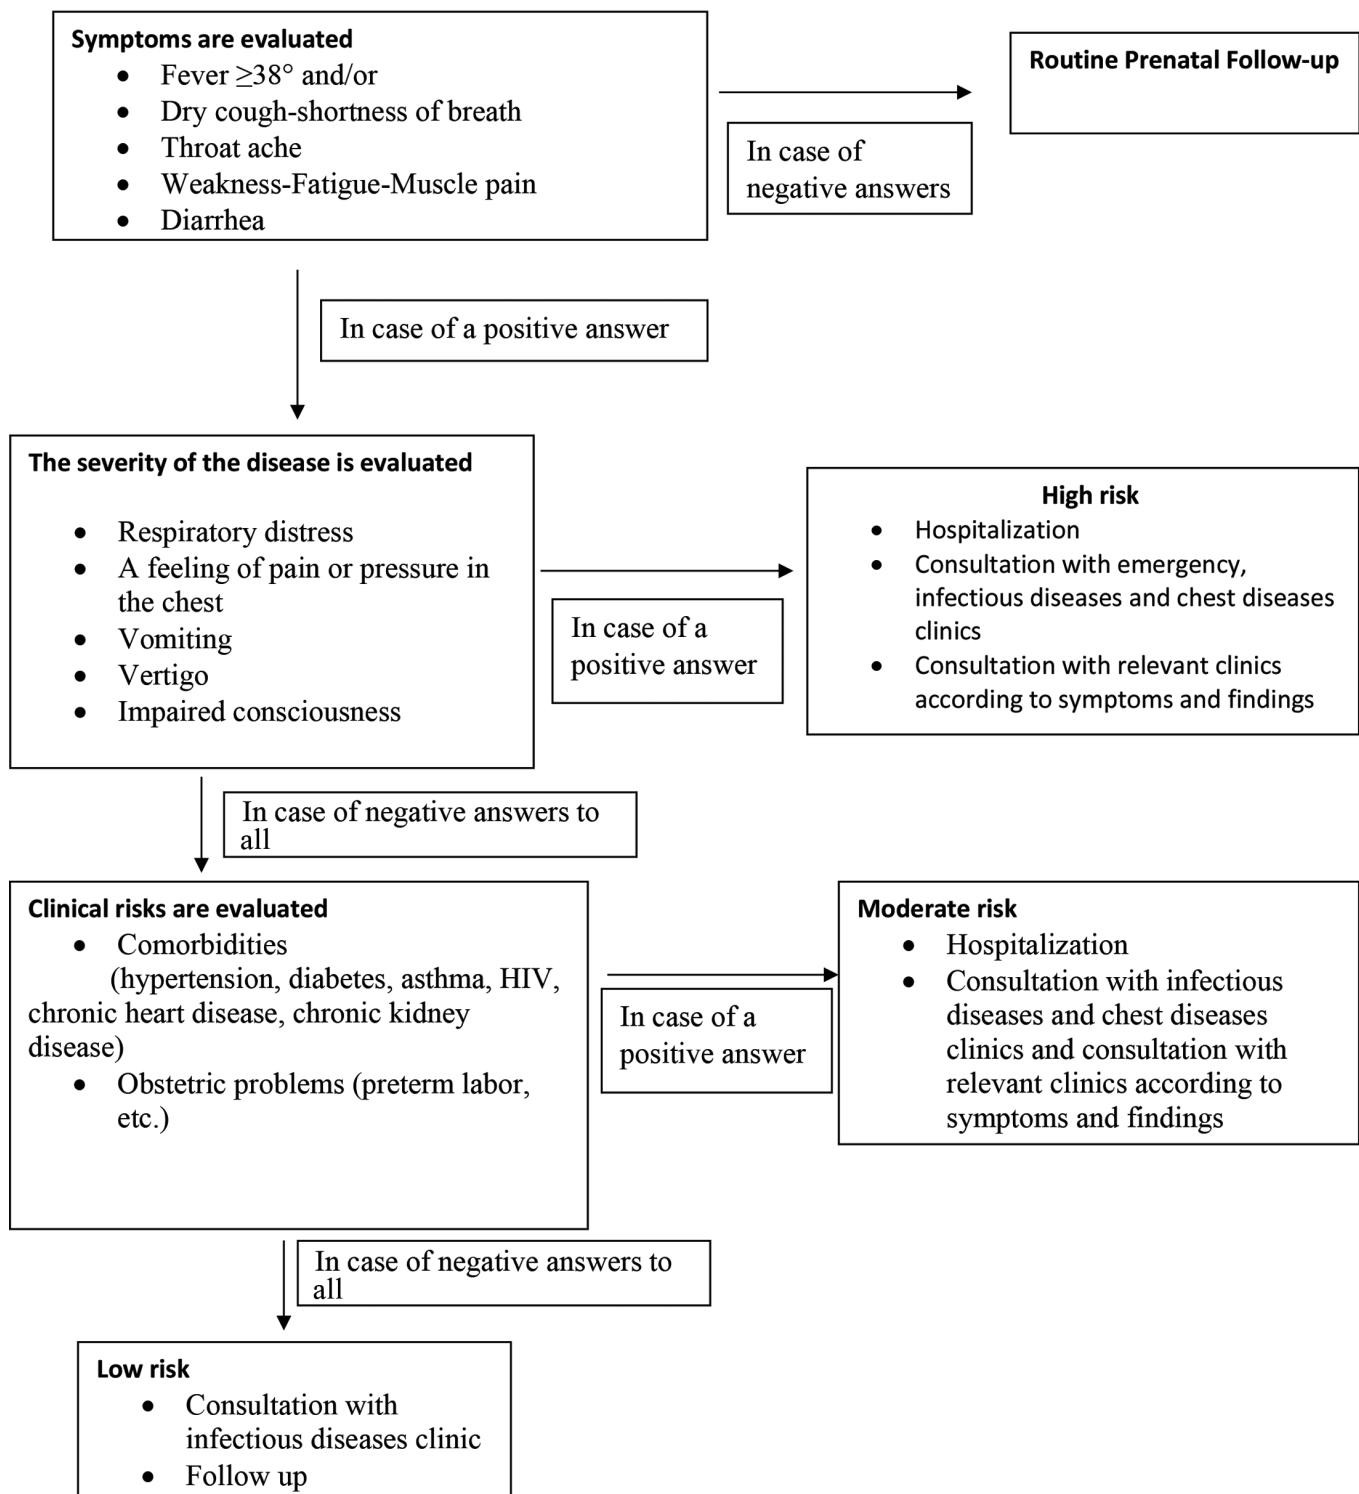 Symptoms are evaluated
• Fever ≥38° and/or
• Dry cough-shortness of breath
• Throat ache
• Weakness-Fatigue-Muscle pain
• Diarrhea
In case of
negative answers
Routine Prenatal Follow-up
In case of a positive answer
The severity of the disease is evaluated
• Respiratory distress
• A feeling of pain or pressure in
the chest
• Vomiting
• Vertigo
• Impaired consciousness
In case of a
positive answer
High risk
• Hospitalization
• Consultation with emergency,
infectious diseases and chest diseases
clinics
• Consultation with relevant clinics
according to symptoms and findings
In case of negative answers to
all
Clinical risks are evaluated
• Comorbidities
(hypertension, diabetes, asthma, HIV,
chronic heart disease, chronic kidney
disease)
• Obstetric problems (preterm labor,
etc.)
In case of a
positive answer
Moderate risk
• Hospitalization
• Consultation with infectious
diseases and chest diseases
clinics and consultation with
relevant clinics according to
symptoms and findings
In case of negative answers to
all
Low risk
• Consultation with
infectious diseases clinic
• Follow up